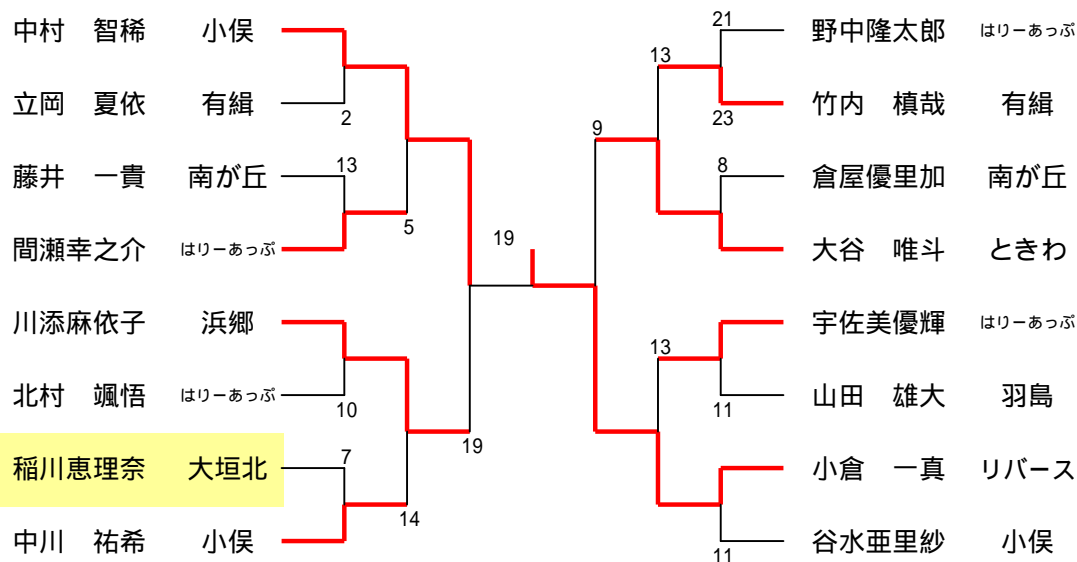 中村　智稀　小俣
立岡　夏依　有緝
2
藤井　一貴　南が丘
13
間瀬幸之介　はりーあっぷ
5
川添麻依子　浜郷
北村　颯悟　はりーあっぷ
10
稲川恵理奈　大垣北
7
中川　祐希　小俣
14
19
19
9
野中隆太郎　はりーあっぷ
21
13
竹内　槙哉　有緝
23
倉屋優里加　南が丘
8
大谷　唯斗　ときわ
宇佐美優輝　はりーあっぷ
13
山田　雄大　羽島
11
小倉　一真　リバース
谷水亜里紗　小俣
11